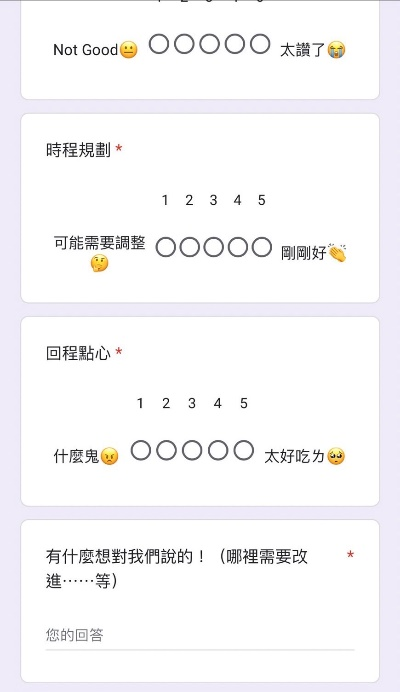 Not Good😐 太讚了😭
時程規劃 *
1 2 3 4 5
可能需要調整🤔 剛剛好👏
回程點心 *
1 2 3 4 5
什麼鬼😠 太好吃ㄌ🥺
有什麼想對我們說的！（哪裡需要改 *
進⋯⋯等）
您的回答